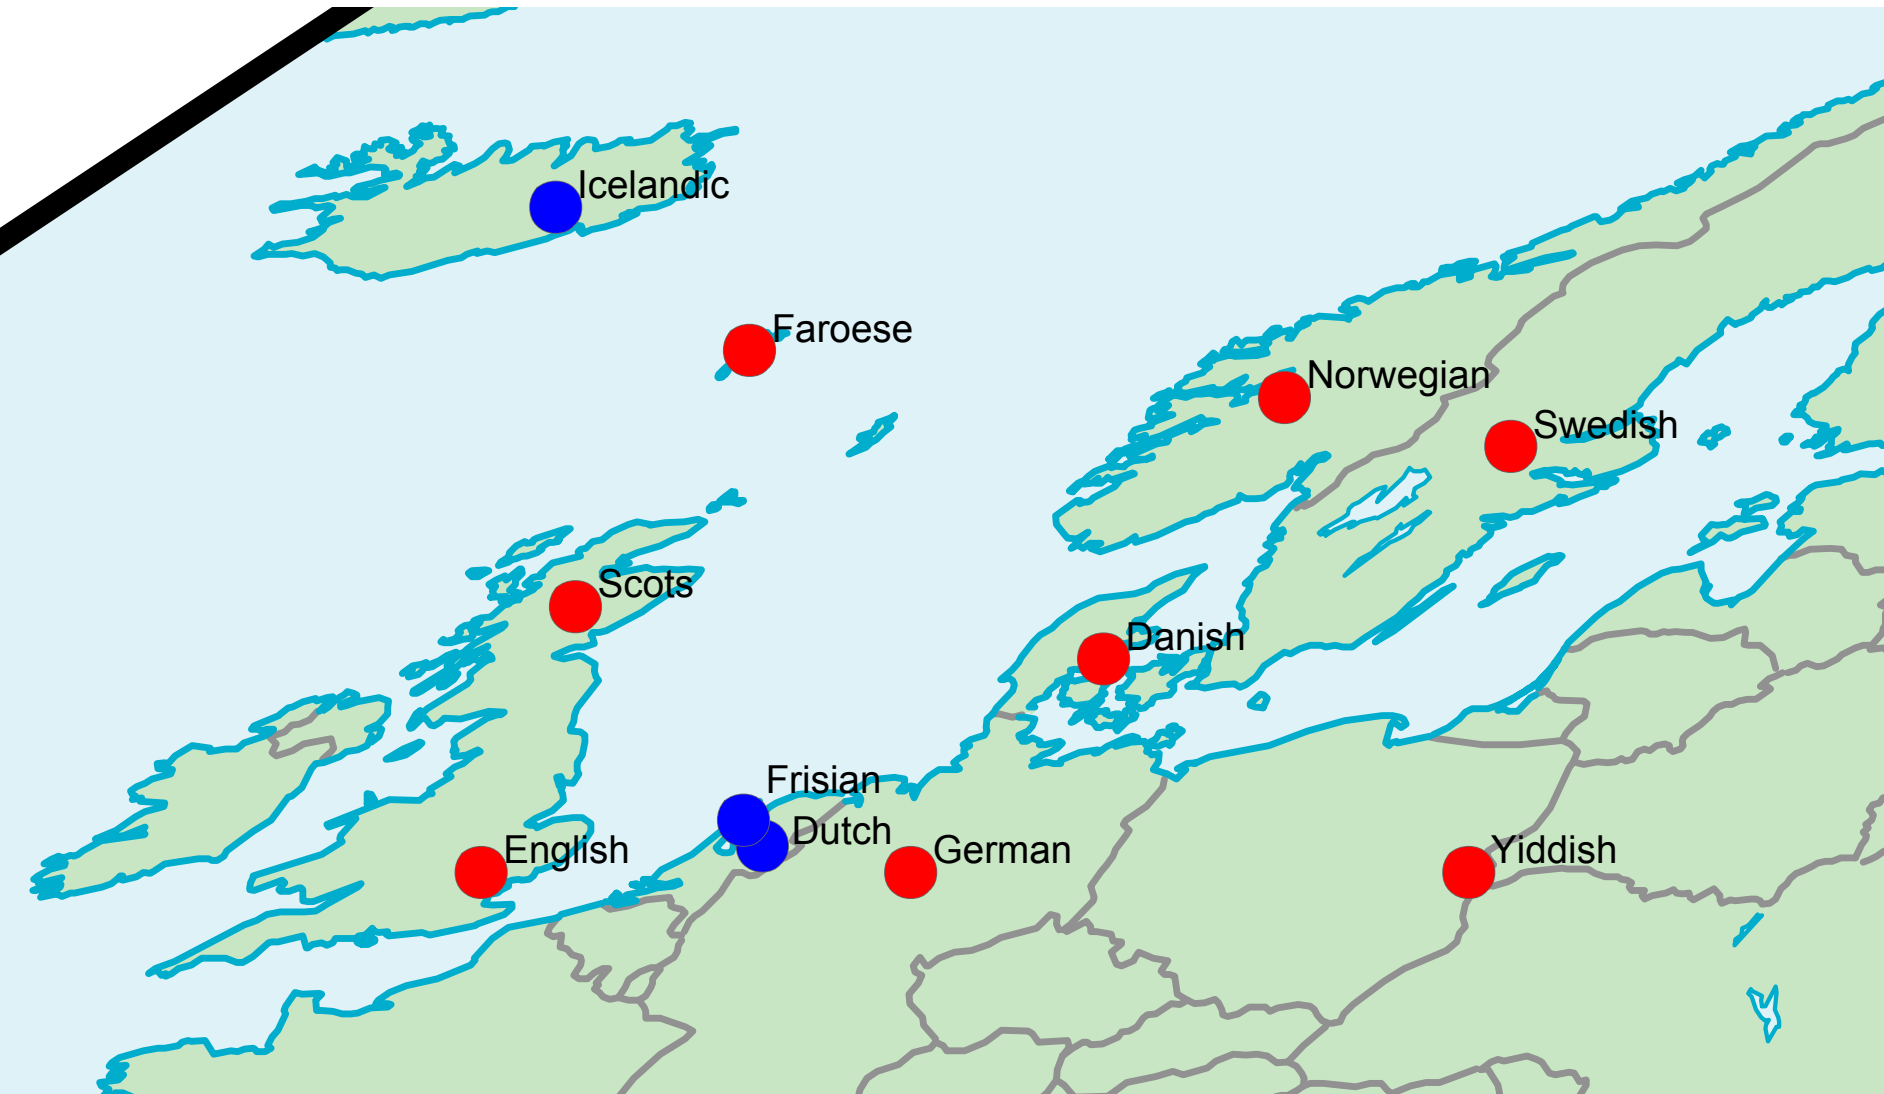 Icelandic
Faroese
Norwegian
Swedish
Scots
Danish
Frisian
Dutch
English
German
Yiddish